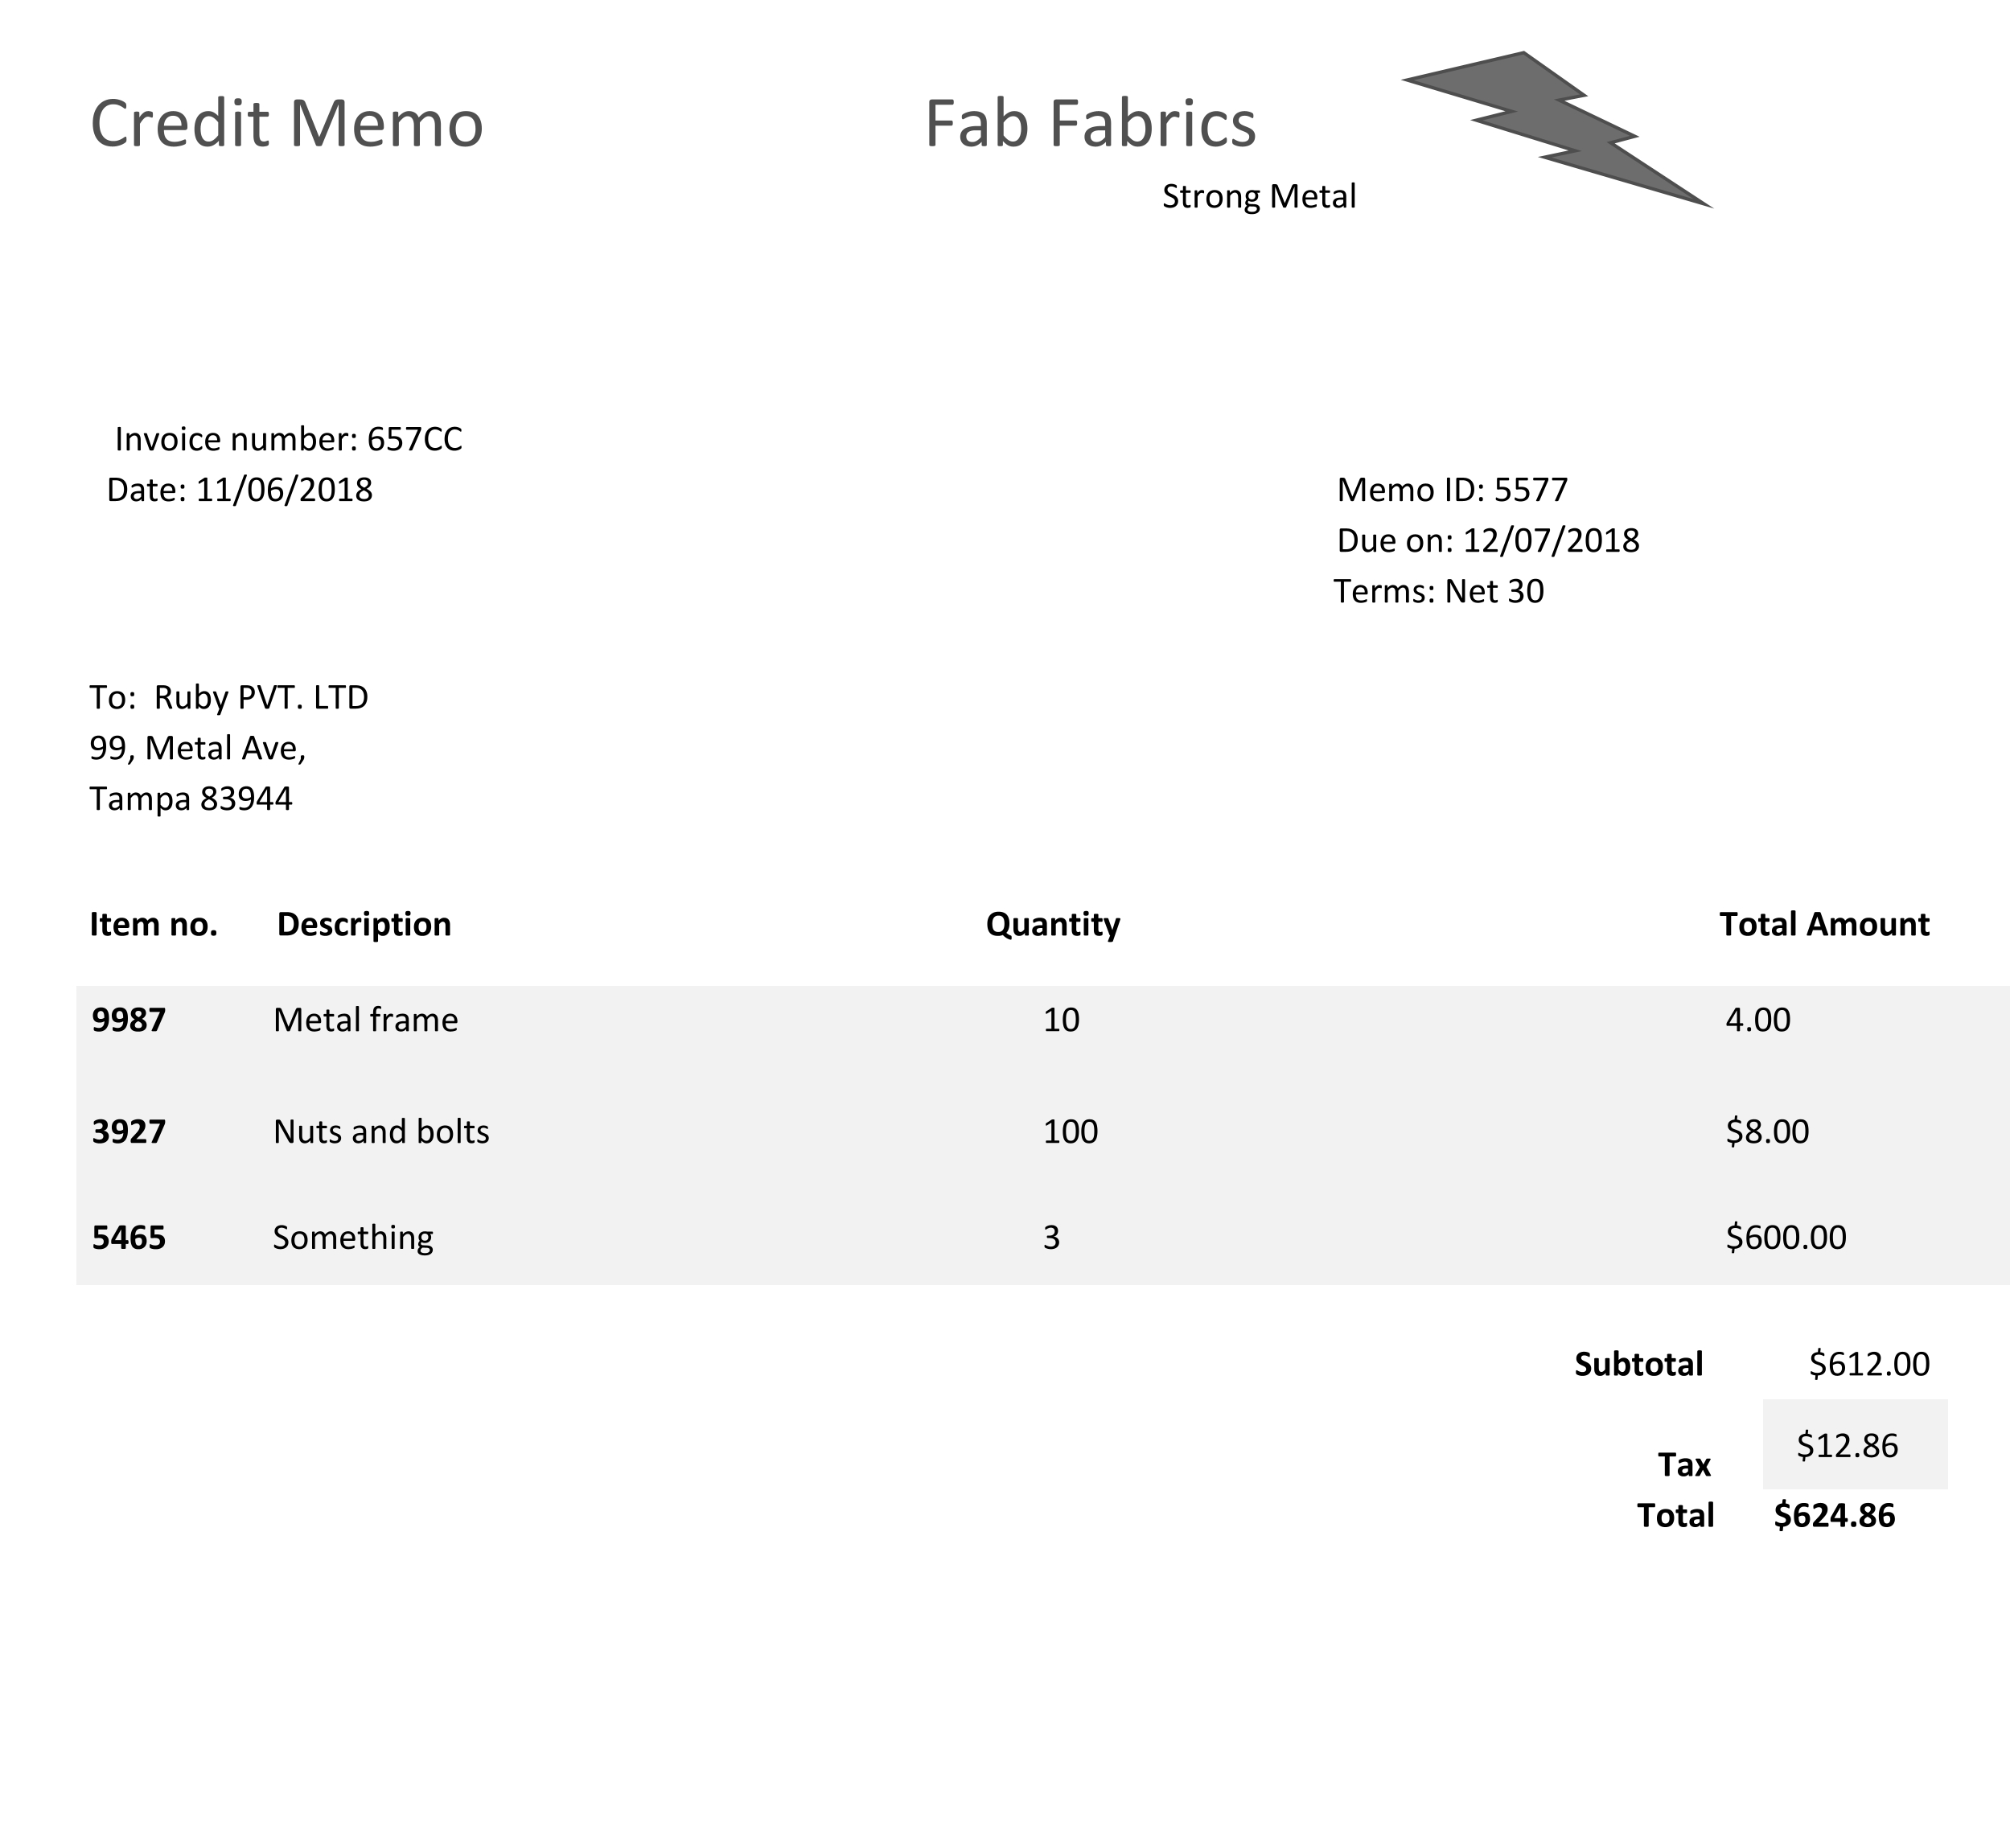 Credit Memo Fab Fabrics
Strong Metal
Invoice number: 657CC
Date: 11/06/2018 Memo ID: 5577
Due on: 12/07/2018
Terms: Net 30
To: Ruby PVT. LTD
99, Metal Ave,
Tampa 83944
Item no. Description Quantity Total Amount
9987 Metal frame 10 4.00
3927 Nuts and bolts 100 $8.00
5465 Something 3 $600.00
Subtotal $612.00
Tax $12.86
Total $624.86